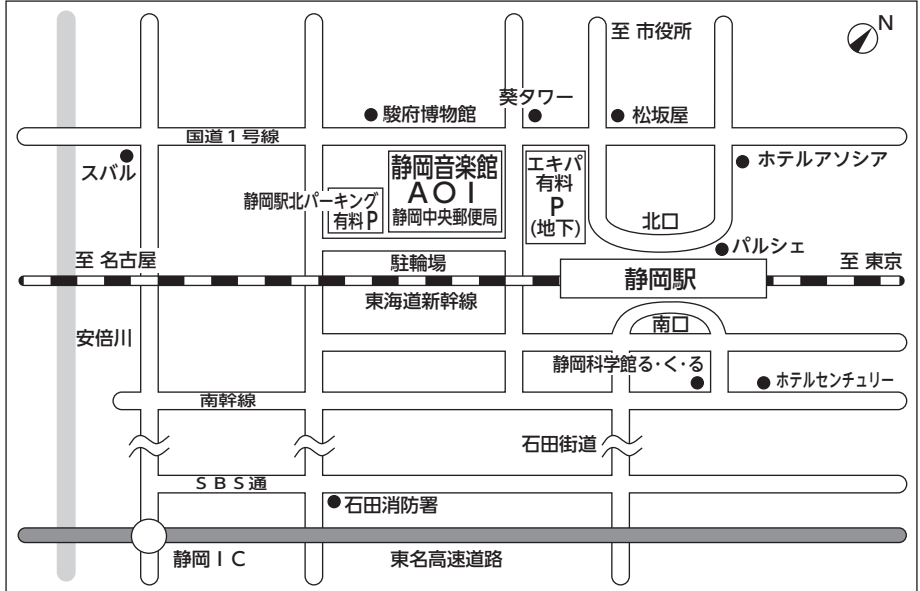 至 市役所
N
葵タワー
駿府博物館
松坂屋
国道1号線
スバル
静岡音楽館
AOI
静岡中央郵便局
エキパ
有料
P
(地下)
ホテルアソシア
静岡駅北パーキング
有料P
北口
パルシェ
至 名古屋
駐輪場
静岡駅
至 東京
東海道新幹線
南口
安倍川
静岡科学館る・く・る
ホテルセンチュリー
南幹線
石田街道
SBS通
石田消防署
静岡IC
東名高速道路